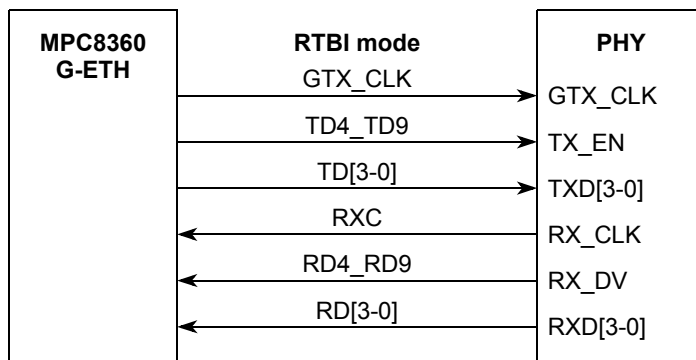 MPC8360 RTBI mode PHY
G-ETH
GTX_CLK
GTX_CLK
TD4_TD9
TX_EN
TD[3-0]
TXD[3-0]
RXC
RX_CLK
RD4_RD9
RX_DV
RD[3-0]
RXD[3-0]